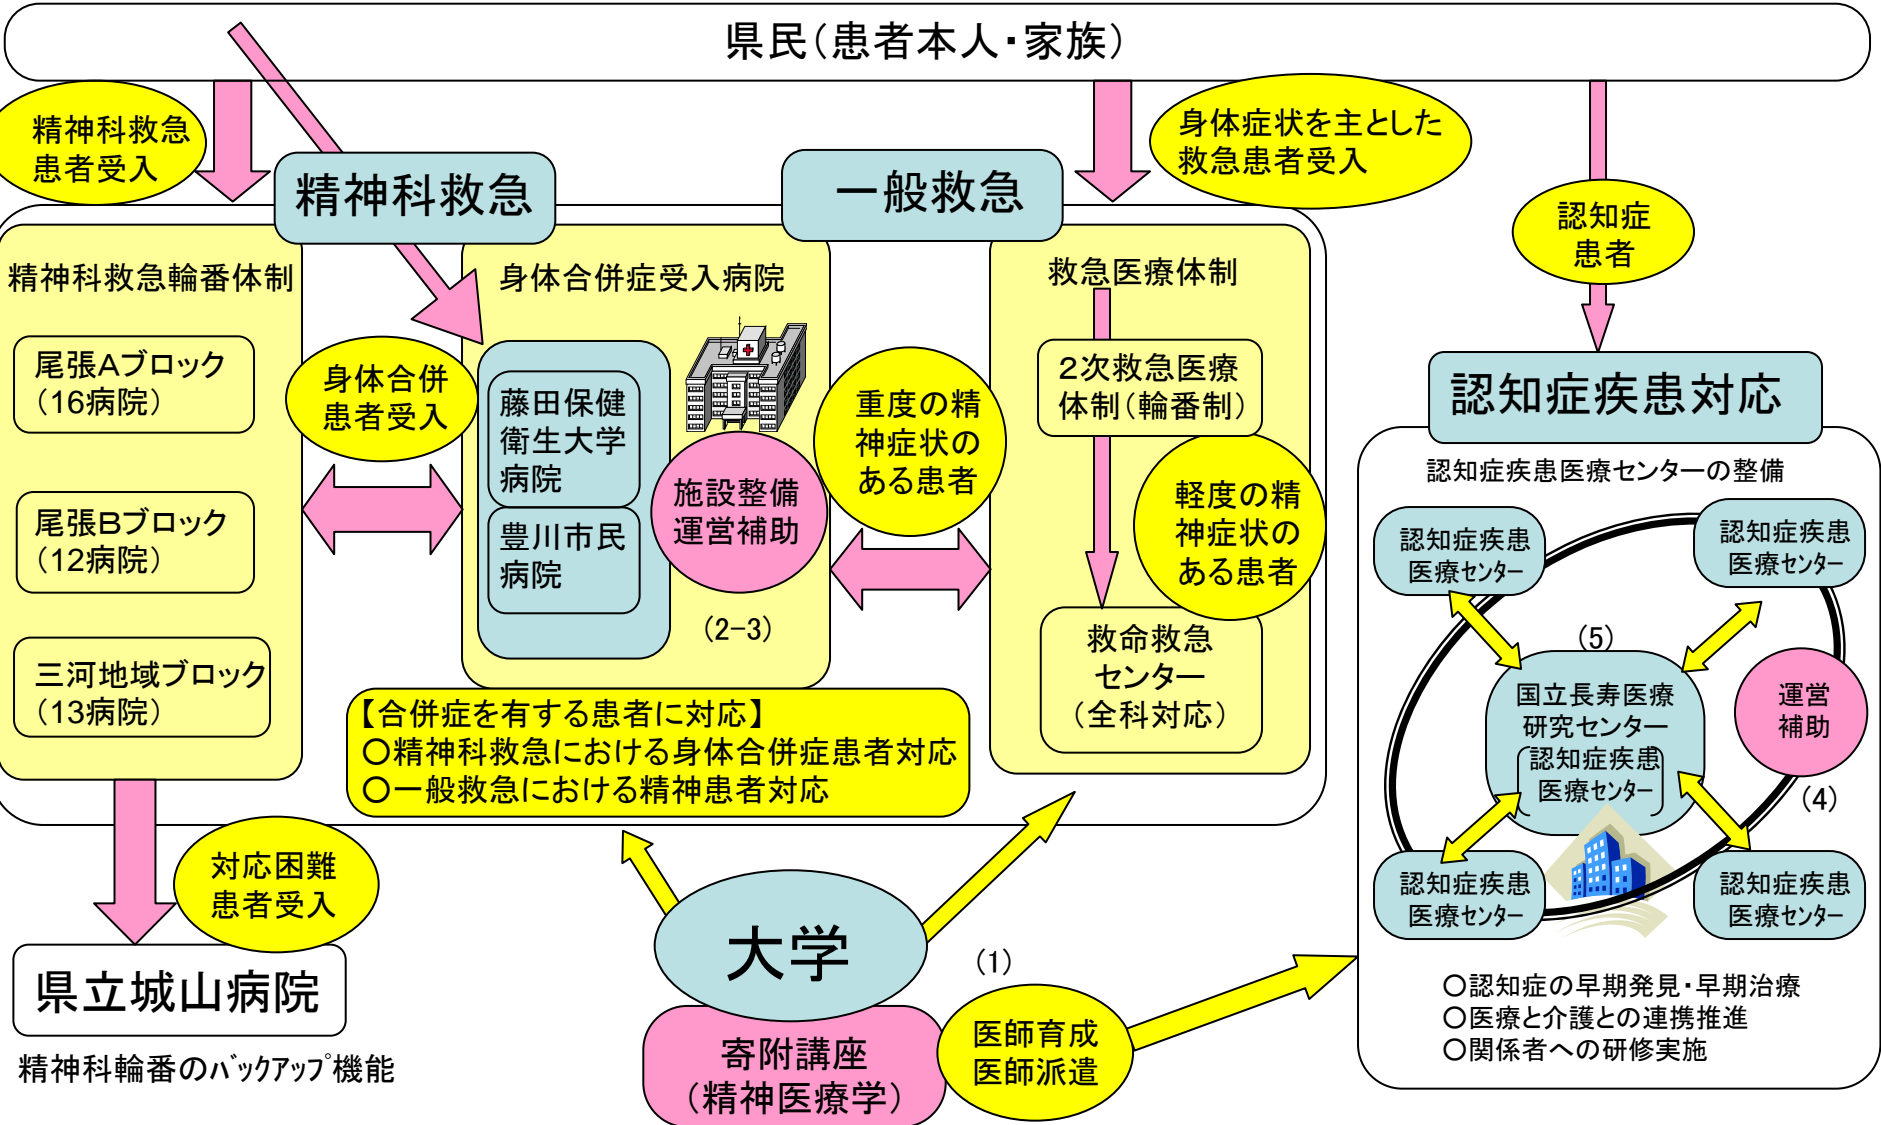 県民(患者本人・家族)
精神科救急
患者受入
身体症状を主とした
救急患者受入
認知症
患者
精神科救急
一般救急
精神科救急輪番体制
尾張Aブロック
(16病院)
尾張Bブロック
(12病院)
三河地域ブロック
(13病院)
身体合併
患者受入
身体合併症受入病院
藤田保健
衛生大学
病院
豊川市民
病院
施設整備
運営補助
(2-3)
重度の精
神症状の
ある患者
救急医療体制
2次救急医療
体制(輪番制)
軽度の精
神症状の
ある患者
救命救急
センター
(全科対応)
【合併症を有する患者に対応】
○精神科救急における身体合併症患者対応
○一般救急における精神患者対応
対応困難
患者受入
県立城山病院
精神科輪番のバックアップ機能
大学
寄附講座
(精神医療学)
(1)
医師育成
医師派遣
認知症疾患対応
認知症疾患医療センターの整備
認知症疾患
医療センター
認知症疾患
医療センター
(5)
国立長寿医療
研究センター
認知症疾患
医療センター
運営
補助
(4)
認知症疾患
医療センター
認知症疾患
医療センター
○認知症の早期発見・早期治療
○医療と介護との連携推進
○関係者への研修実施